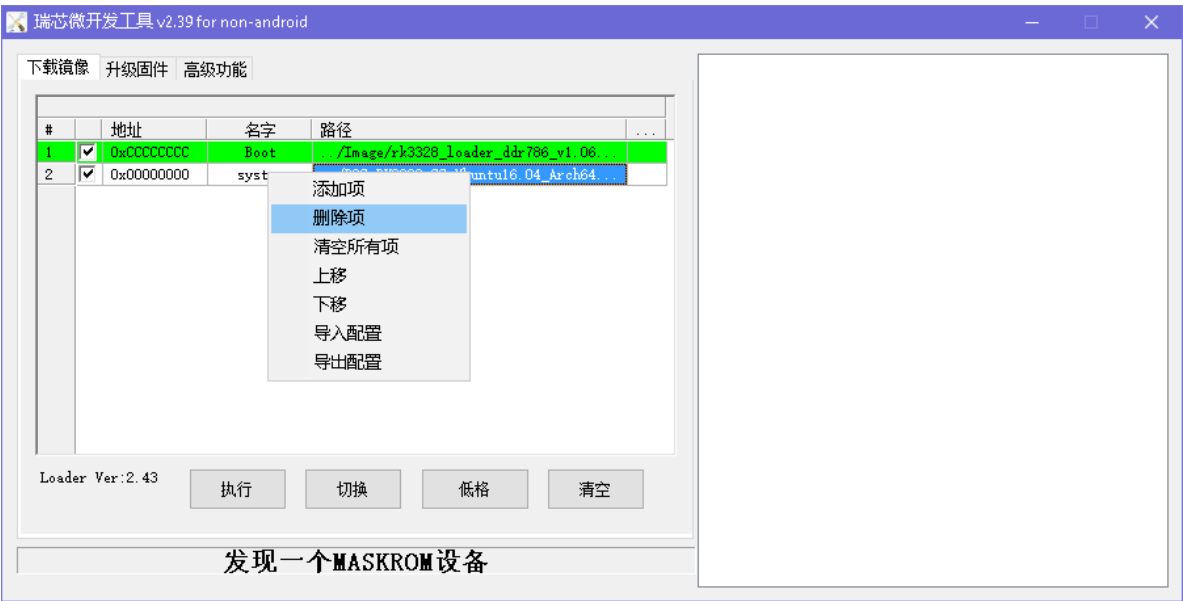 瑞芯微开发工具 v2.39 for non-android
下载镜像 升级固件 高级功能
# 地址 名字 路径 ...
1 0xCCCCCCCC Boot ../Image/rk3328_loader_ddr786_v1.06...
2 0x00000000 syst untu16.04_Arch64...
添加项
删除项
清空所有项
上移
下移
导入配置
导出配置
Loader Ver:2.43 执行 切换 低格 清空
发现一个MASKROM设备